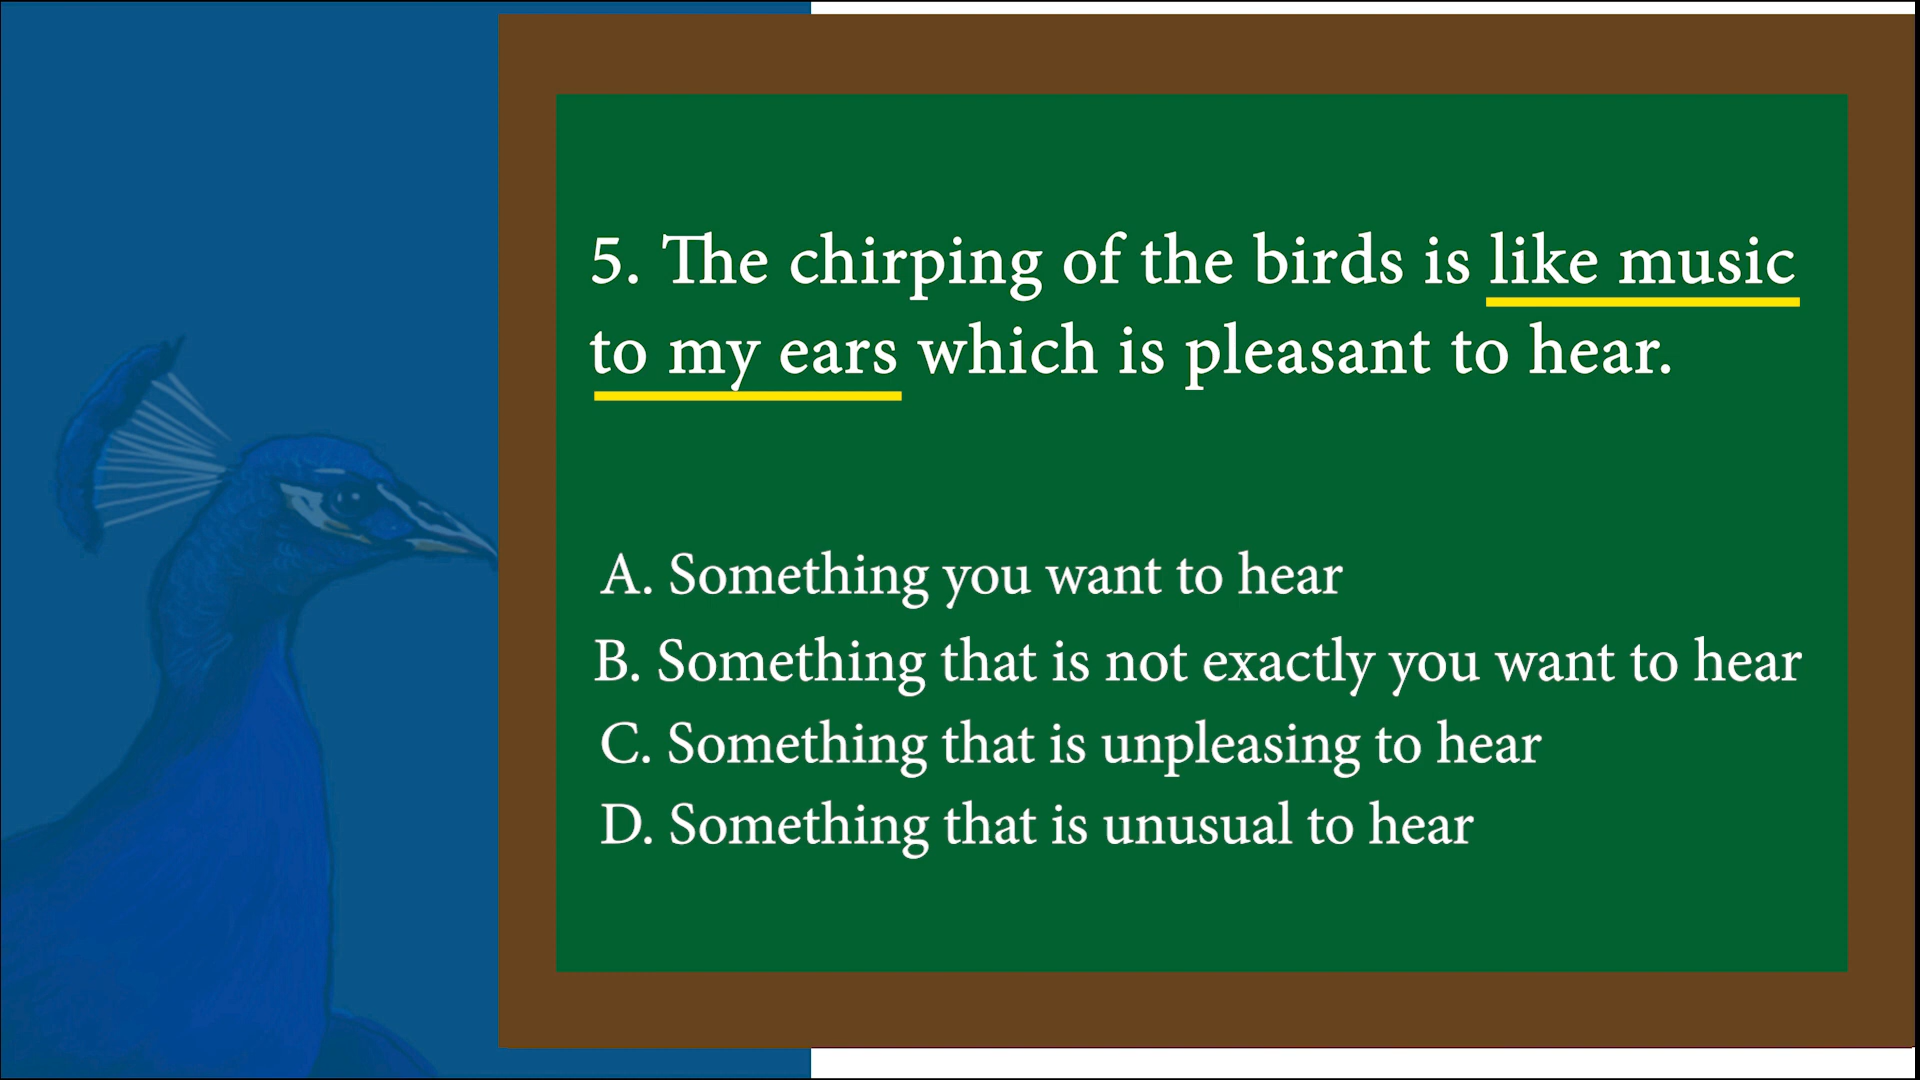 5. The chirping of the birds is like music
to my ears which is pleasant to hear.
A. Something you want to hear
B. Something that is not exactly you want to hear
C. Something that is unpleasing to hear
D. Something that is unusual to hear